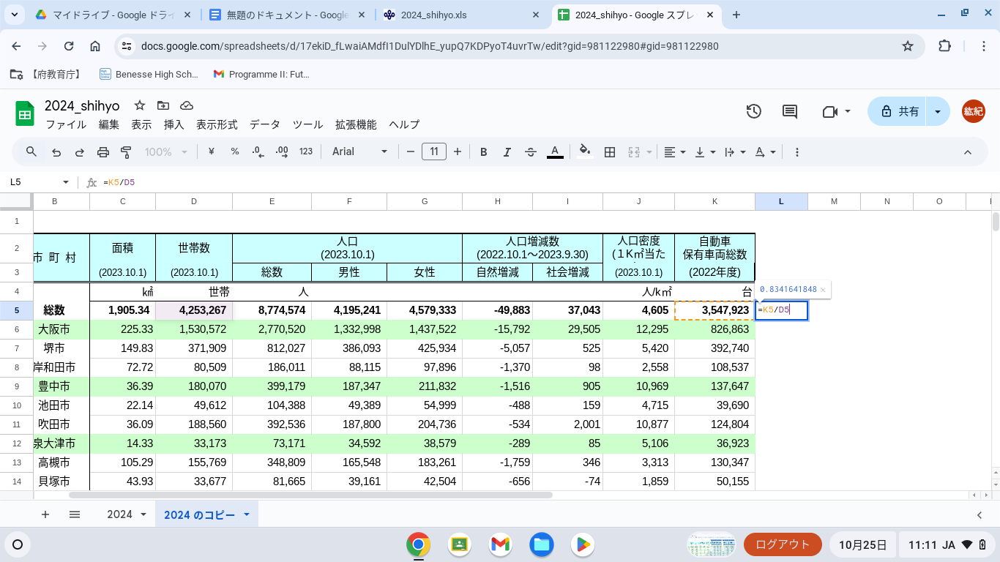 マイドライブ - Google ドライ
無題のドキュメント - Google
2024_shihyo.xls
2024_shihyo - Google スプレ
docs.google.com/spreadsheets/d/17ekiD_fLwaiAMdfI1DulYDlhE_yupQ7KDPyoT4uvrTw/edit?gid=981122980#gid=981122980
【府教育庁】
Benesse High Sch...
Programme II: Fut...
2024_shihyo
ファイル 編集 表示 挿入 表示形式 データ ツール 拡張機能 ヘルプ
共有
紘紀
100% ¥ % .0 .00 123 Arial 11 B I A
L5 fx =K5/D5
B C D E F G H I J K L M N O
1
2 市 町 村 面積 世帯数 人口 (2023.10.1) 人口増減数 (2022.10.1～2023.9.30) 人口密度 (１K㎡当た 自動車 保有車両総数
3 (2023.10.1) (2023.10.1) 総数 男性 女性 自然増減 社会増減 (2023.10.1) (2022年度)
4 ㎢ 世帯 人 人/k㎡ 台 0.8341641848 ×
5 総数 1,905.34 4,253,267 8,774,574 4,195,241 4,579,333 -49,883 37,043 4,605 3,547,923 =K5/D5
6 大阪市 225.33 1,530,572 2,770,520 1,332,998 1,437,522 -15,792 29,505 12,295 826,863
7 堺市 149.83 371,909 812,027 386,093 425,934 -5,057 525 5,420 392,740
8 岸和田市 72.72 80,509 186,011 88,115 97,896 -1,370 98 2,558 108,537
9 豊中市 36.39 180,070 399,179 187,347 211,832 -1,516 905 10,969 137,647
10 池田市 22.14 49,612 104,388 49,389 54,999 -488 159 4,715 39,690
11 吹田市 36.09 188,560 392,536 187,800 204,736 -534 2,001 10,877 124,804
12 泉大津市 14.33 33,173 73,171 34,592 38,579 -289 85 5,106 36,923
13 高槻市 105.29 155,769 348,809 165,548 183,261 -1,759 346 3,313 130,347
14 貝塚市 43.93 33,677 81,665 39,161 42,504 -656 -74 1,859 50,155
2024
2024 のコピー
ログアウト
10月25日
11:11 JA